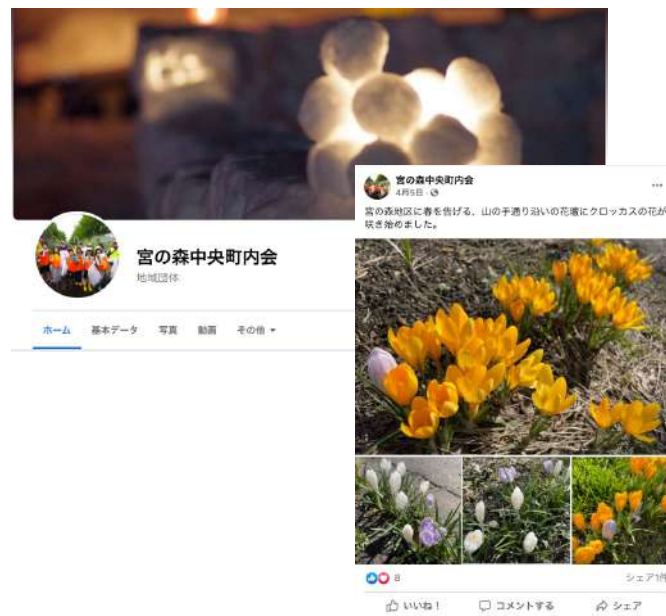 宮の森中央町内会
地域団体
ホーム 基本データ 写真 動画 その他
宮の森中央町内会
4月5日
宮の森地区に春を告げる、山の手通り沿いの花壇にクロッカスの花が
咲き始めました。
8 シェア1件
いいね! コメントする シェア